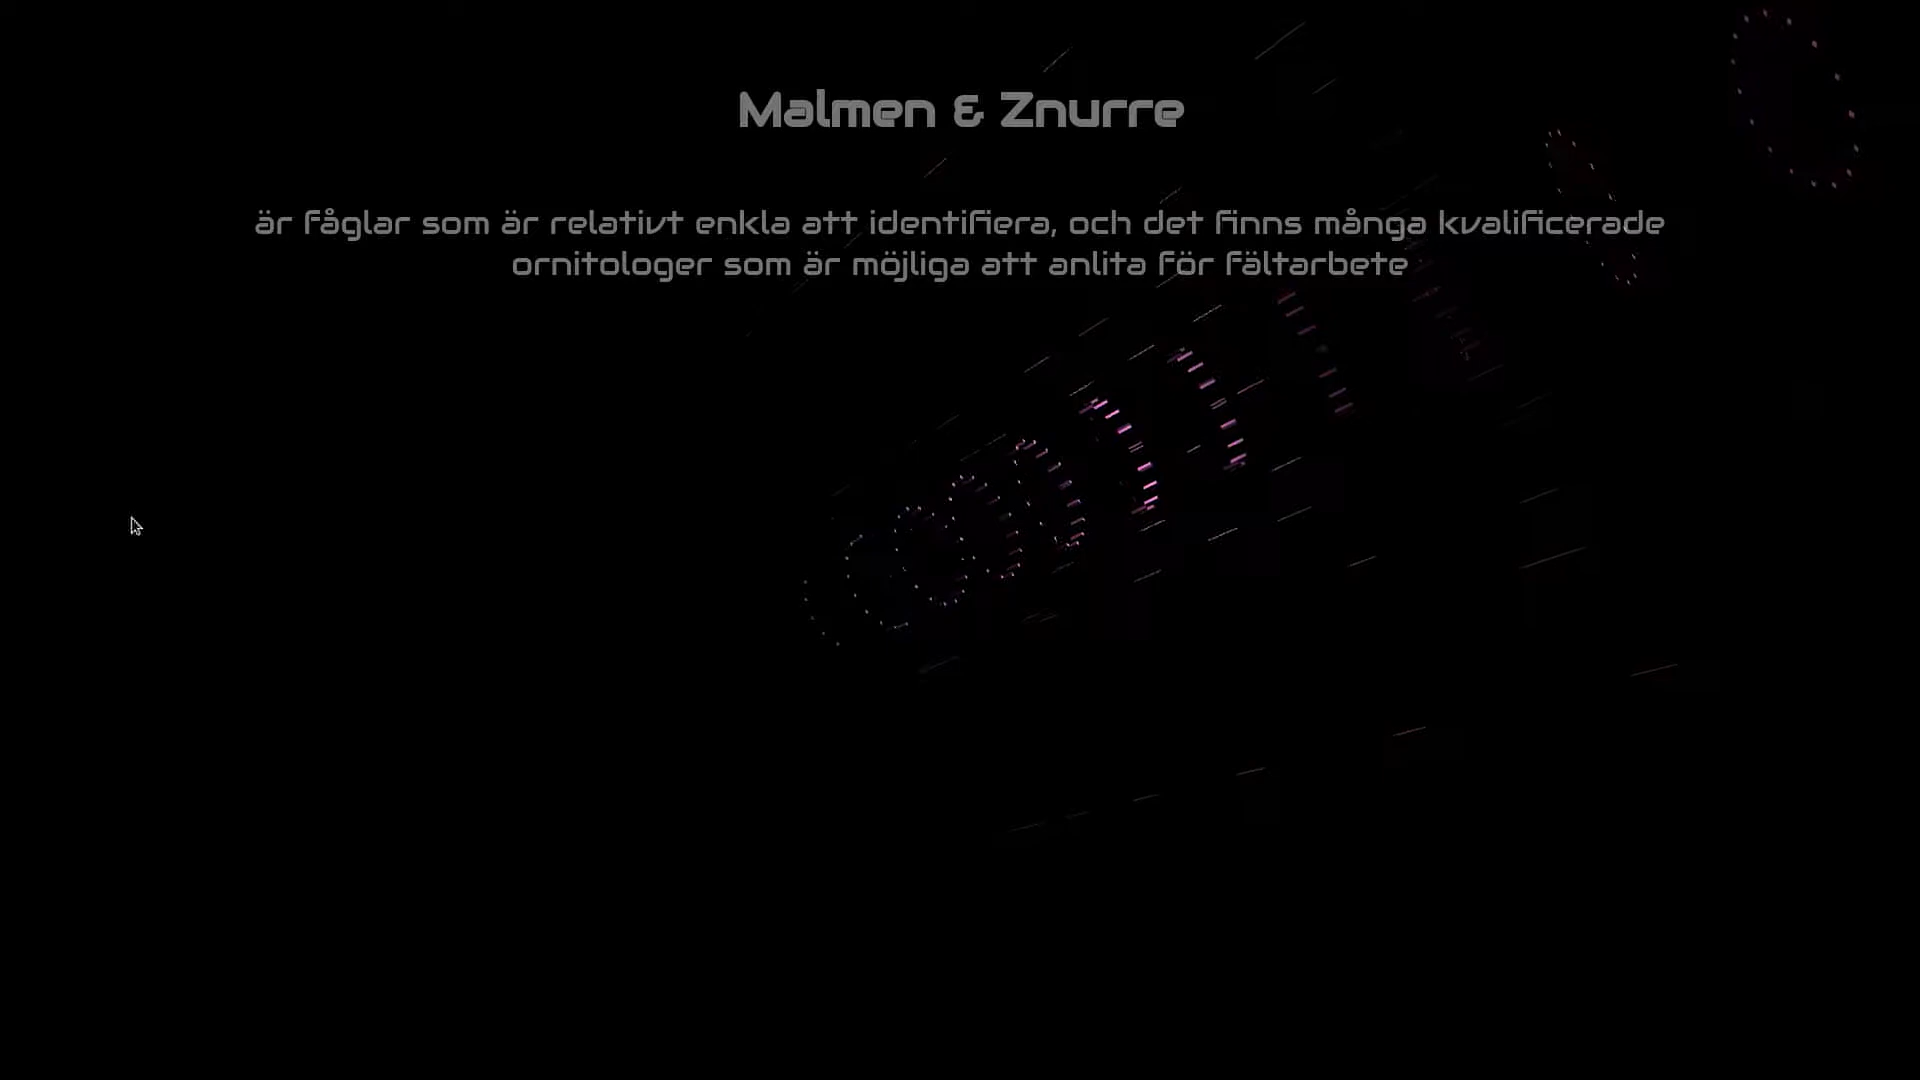 Malmen & Znurre
är fåglar som är relativt enkla att identifiera, och det finns många kvalificerade
ornitologer som är möjliga att anlita för fältarbete